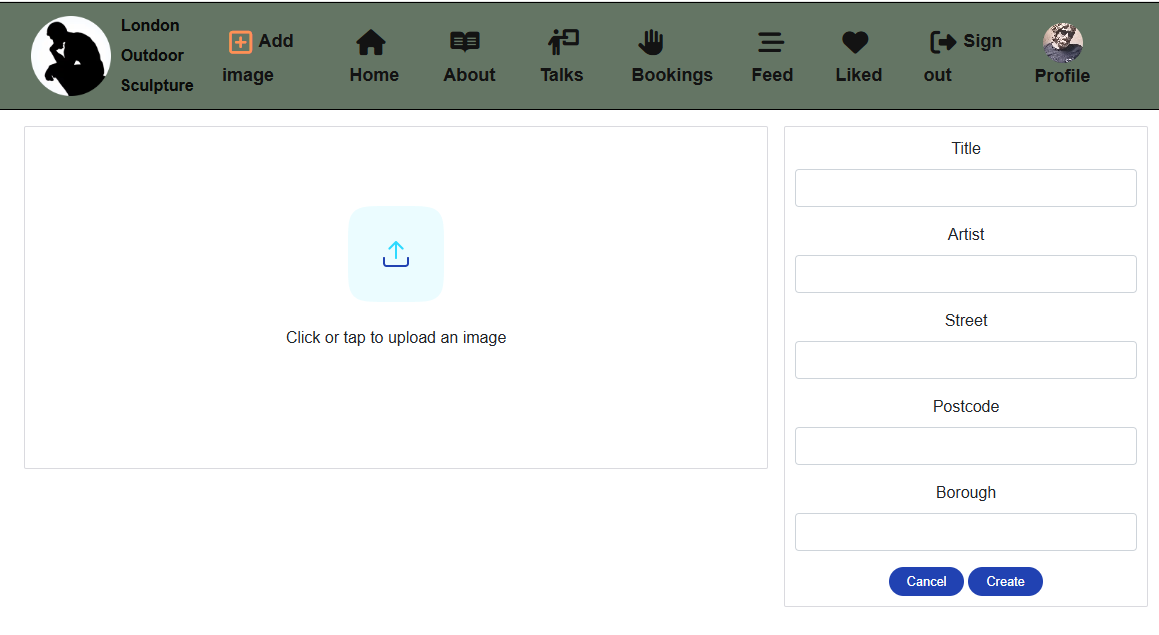 London
Outdoor
Sculpture
Add
image
Home
About
Talks
Bookings
Feed
Liked
Sign
out
Profile
Click or tap to upload an image
Title
Artist
Street
Postcode
Borough
Cancel
Create